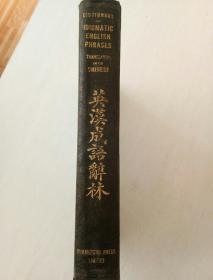 DICTIONARY
OF
IDIOMATIC
ENGLISH
PHRASES
TRANSLATED
INTO
CHINESE
英漢成語辭林
COMMERCIAL PRESS
LIMITED